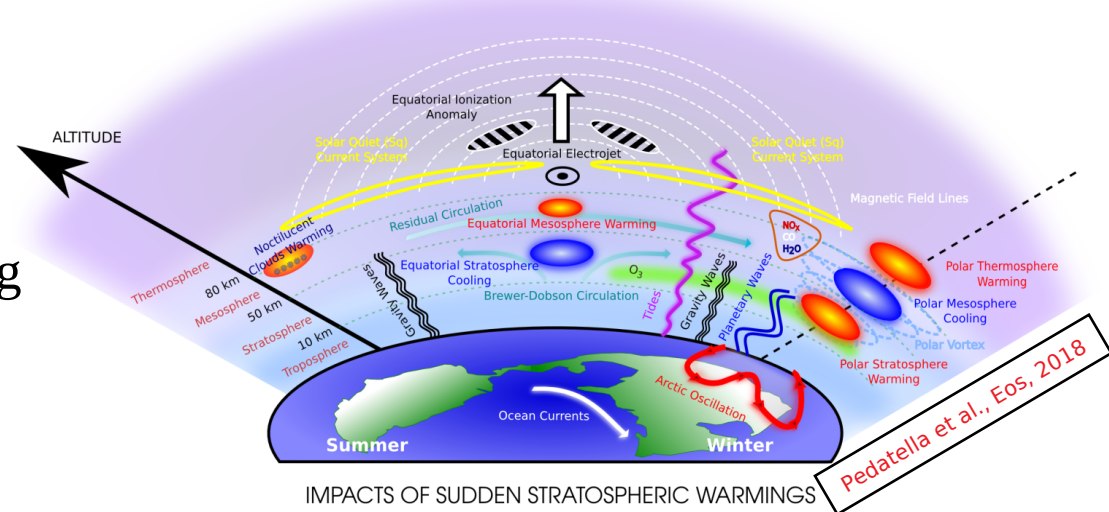 g
ALTITUDE
Equatorial Ionization
Anomaly
Solar Quiet (Sq)
Current System
Solar Quiet (Sq)
Current System
Equatorial Electrojet
Magnetic Field Lines
Residual Circulation
Equatorial Mesosphere Warming
NOx
CO
H2O
Noctilucent
Clouds Warming
Thermosphere
80 km
Mesosphere
50 km
Stratosphere
10 km
Troposphere
Gravity Waves
Equatorial Stratosphere
Cooling
Brewer-Dobson Circulation
O3
Tides
Gravity Waves
Planetary Waves
Polar Thermosphere
Warming
Polar Mesosphere
Cooling
Polar Vortex
Polar Stratosphere
Warming
Arctic Oscillation
Ocean Currents
Summer
Winter
Pedatella et al., Eos, 2018
IMPACTS OF SUDDEN STRATOSPHERIC WARMINGS